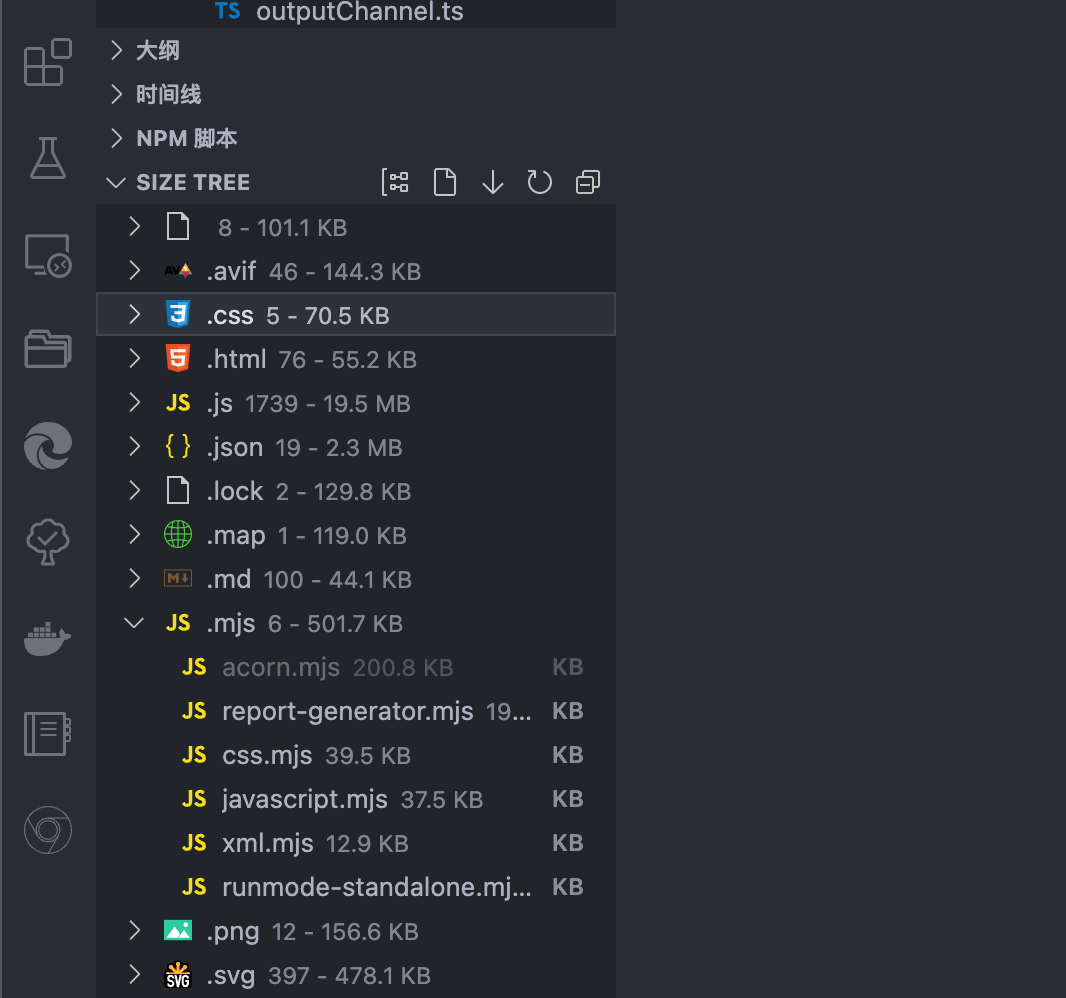 TS outputChannel.ts
大纲
时间线
NPM 脚本
SIZE TREE
8 - 101.1 KB
AV .avif 46 - 144.3 KB
3 .css 5 - 70.5 KB
5 .html 76 - 55.2 KB
JS .js 1739 - 19.5 MB
{ } .json 19 - 2.3 MB
.lock 2 - 129.8 KB
.map 1 - 119.0 KB
M↓ .md 100 - 44.1 KB
JS .mjs 6 - 501.7 KB
JS acorn.mjs 200.8 KB KB
JS report-generator.mjs 19... KB
JS css.mjs 39.5 KB KB
JS javascript.mjs 37.5 KB KB
JS xml.mjs 12.9 KB KB
JS runmode-standalone.mj... KB
.png 12 - 156.6 KB
SVG .svg 397 - 478.1 KB